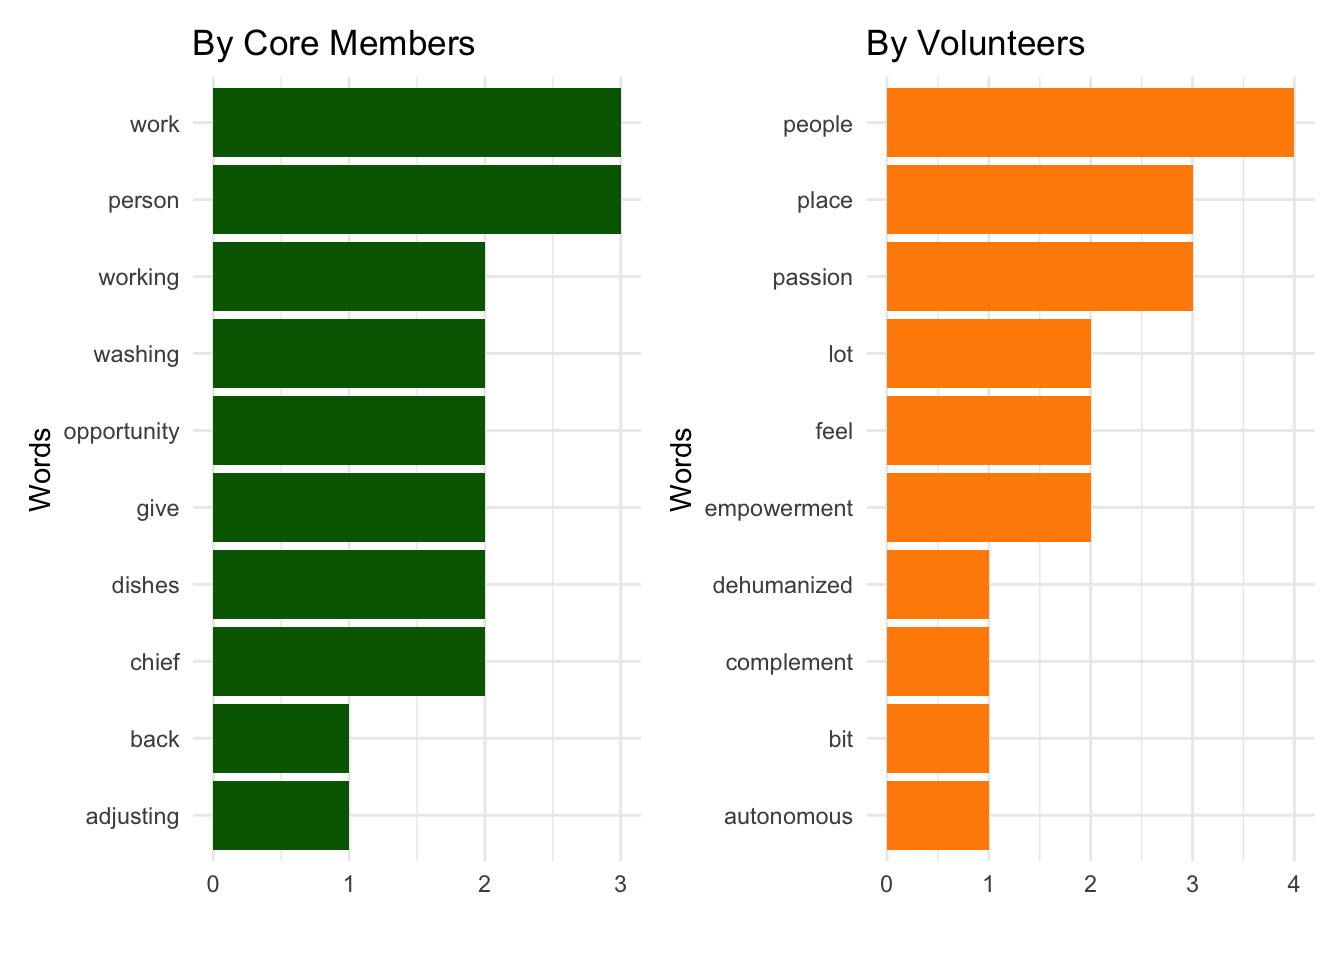 By Core Members
Words
work
person
working
washing
opportunity
give
dishes
chief
back
adjusting
0 1 2 3
By Volunteers
Words
people
place
passion
lot
feel
empowerment
dehumanized
complement
bit
autonomous
0 1 2 3 4